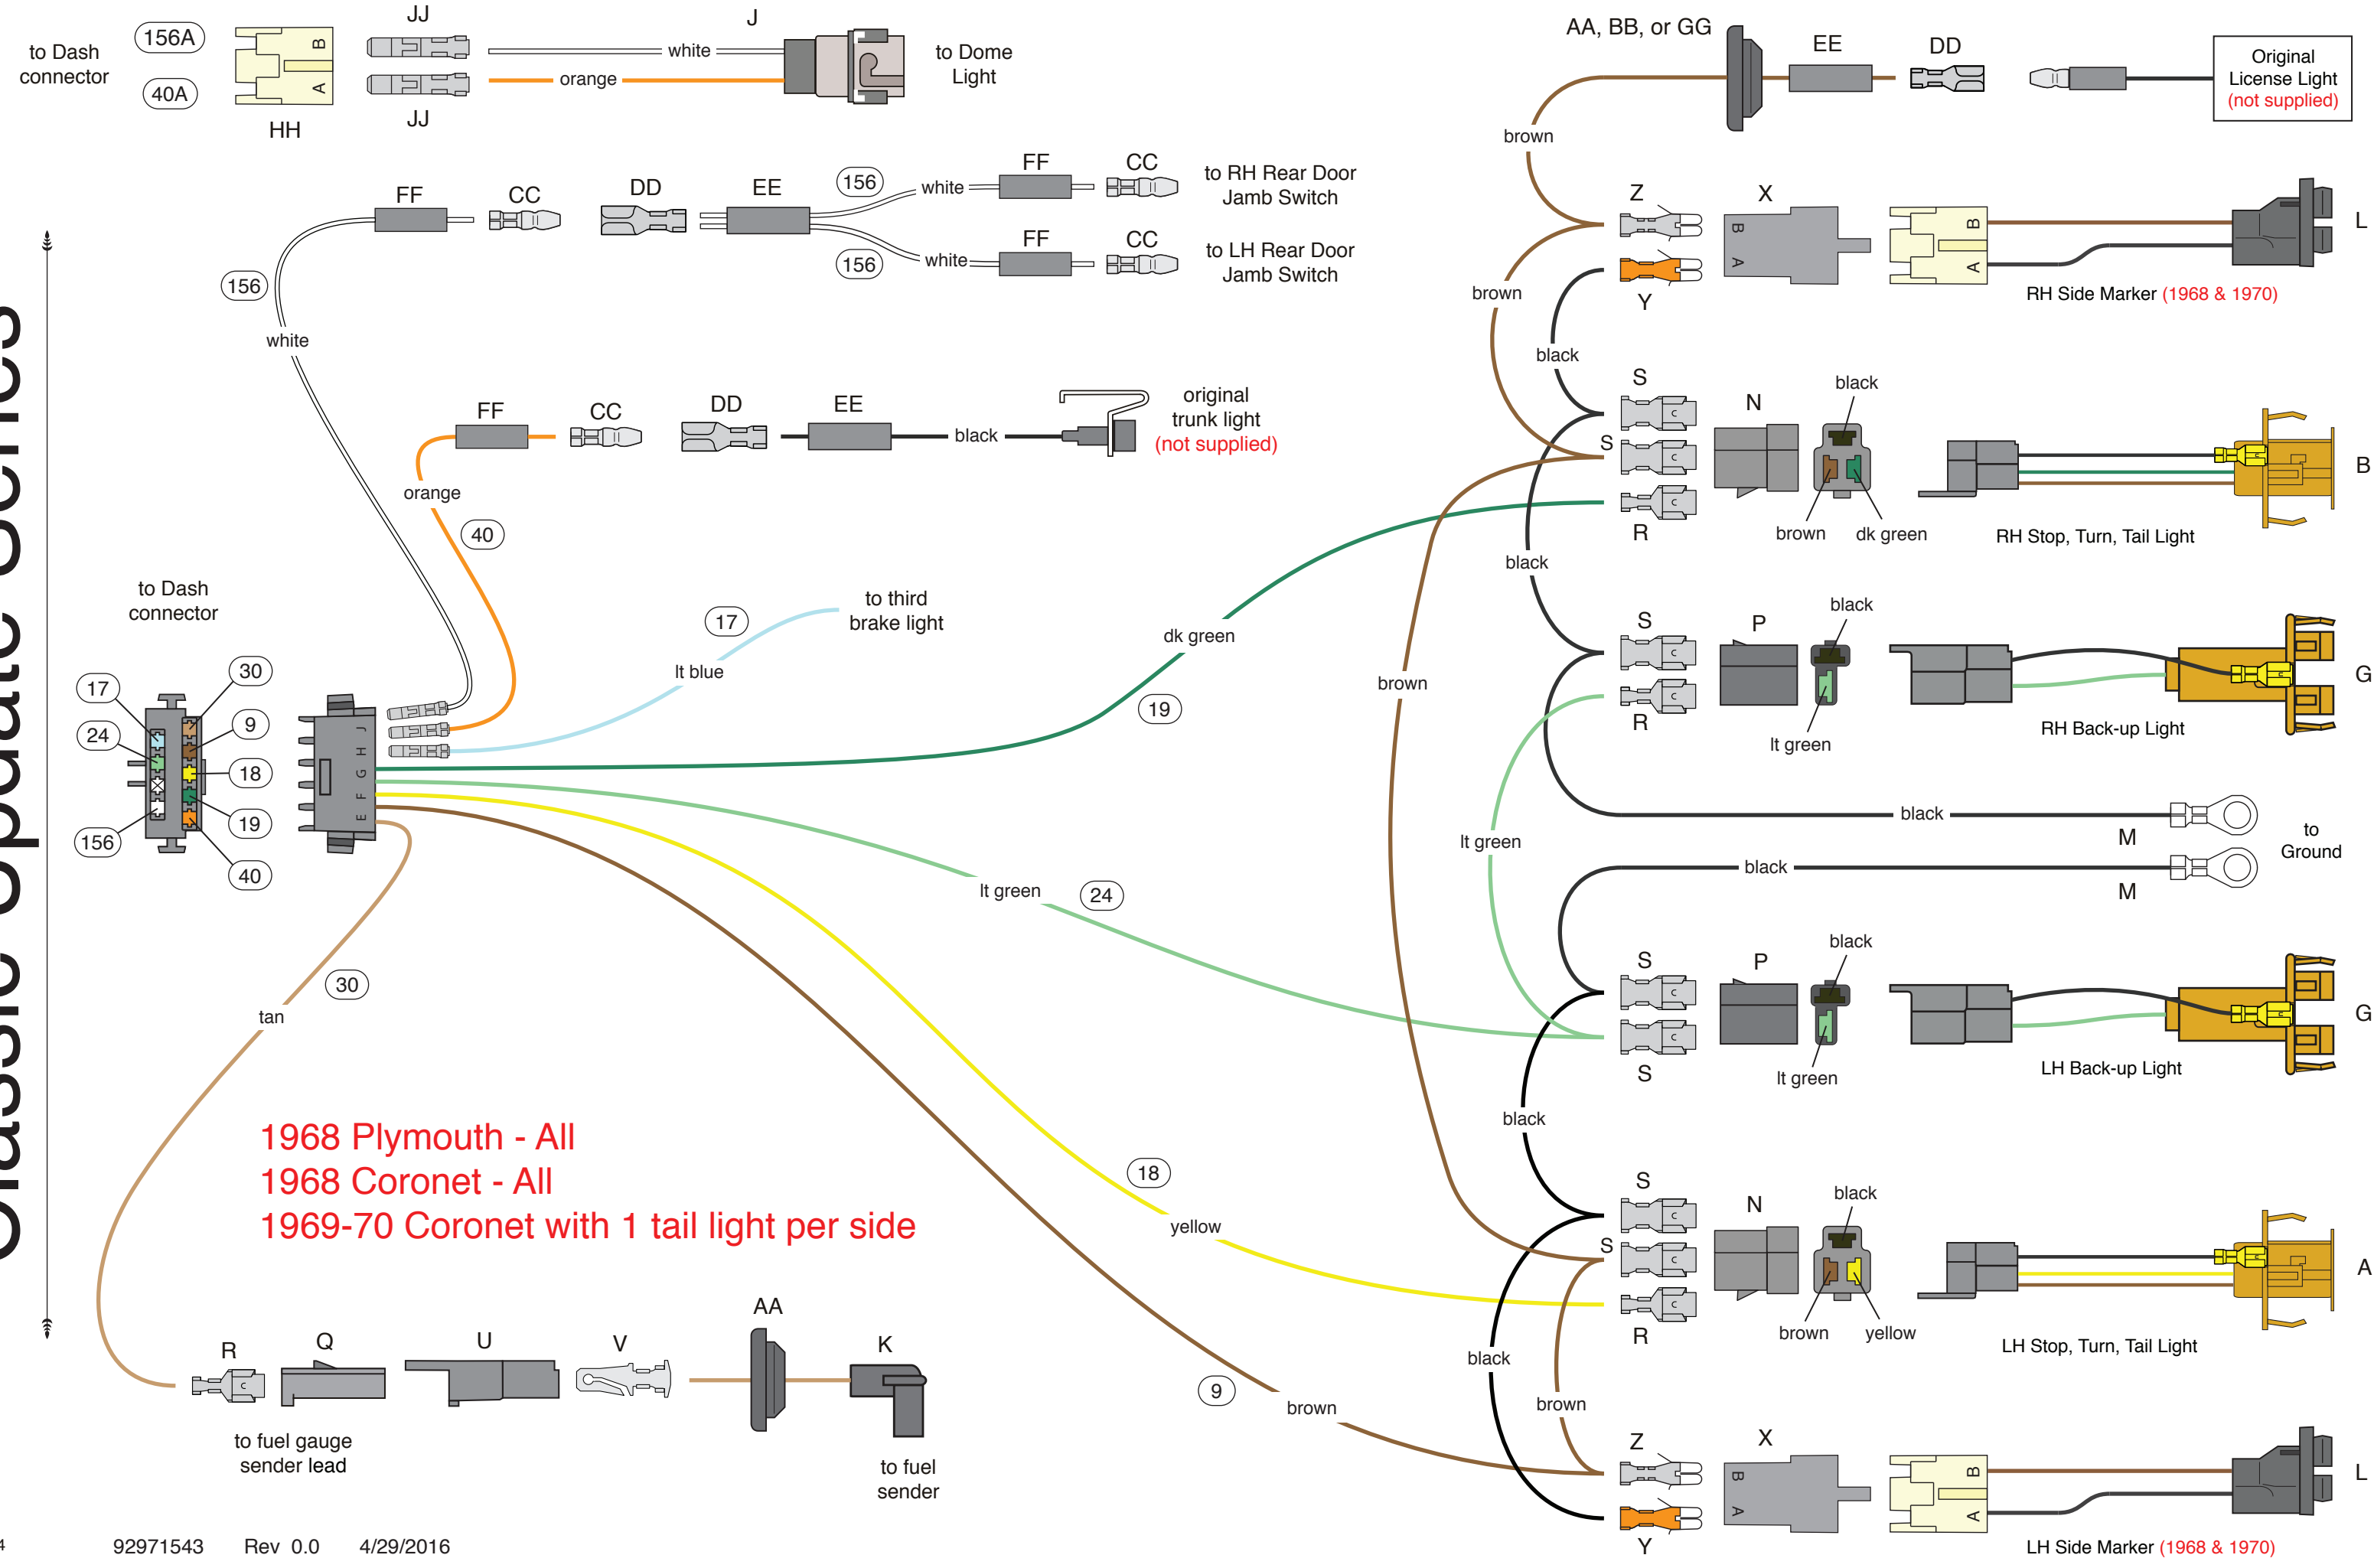 Classic Update Series
to Dash
connector
156A
40A
B
A
HH
JJ
JJ
white
orange
J
to Dome
Light
FF
CC
DD
EE
156
156
white
white
FF
CC
to RH Rear Door
Jamb Switch
FF
CC
to LH Rear Door
Jamb Switch
156
white
FF
CC
DD
EE
black
original
trunk light
(not supplied)
orange
40
to Dash
connector
17
24
156
30
9
18
19
40
J
H
G
F
E
17
lt blue
to third
brake light
dk green
19
lt green
24
18
yellow
9
brown
30
tan
1968 Plymouth - All
1968 Coronet - All
1969-70 Coronet with 1 tail light per side
R
Q
U
V
AA
K
to fuel gauge
sender lead
to fuel
sender
4
92971543 Rev 0.0 4/29/2016
AA, BB, or GG
EE
DD
Original
License Light
(not supplied)
brown
brown
Z
Y
X
B
A
B
A
L
RH Side Marker (1968 & 1970)
black
S
S
R
C
C
C
N
black
brown
dk green
B
RH Stop, Turn, Tail Light
black
brown
S
R
C
C
P
black
lt green
G
RH Back-up Light
lt green
black
M
to
Ground
black
M
S
S
C
C
P
black
lt green
G
LH Back-up Light
black
S
S
R
C
C
C
N
black
brown
yellow
A
LH Stop, Turn, Tail Light
black
brown
Z
Y
X
B
A
B
A
L
LH Side Marker (1968 & 1970)